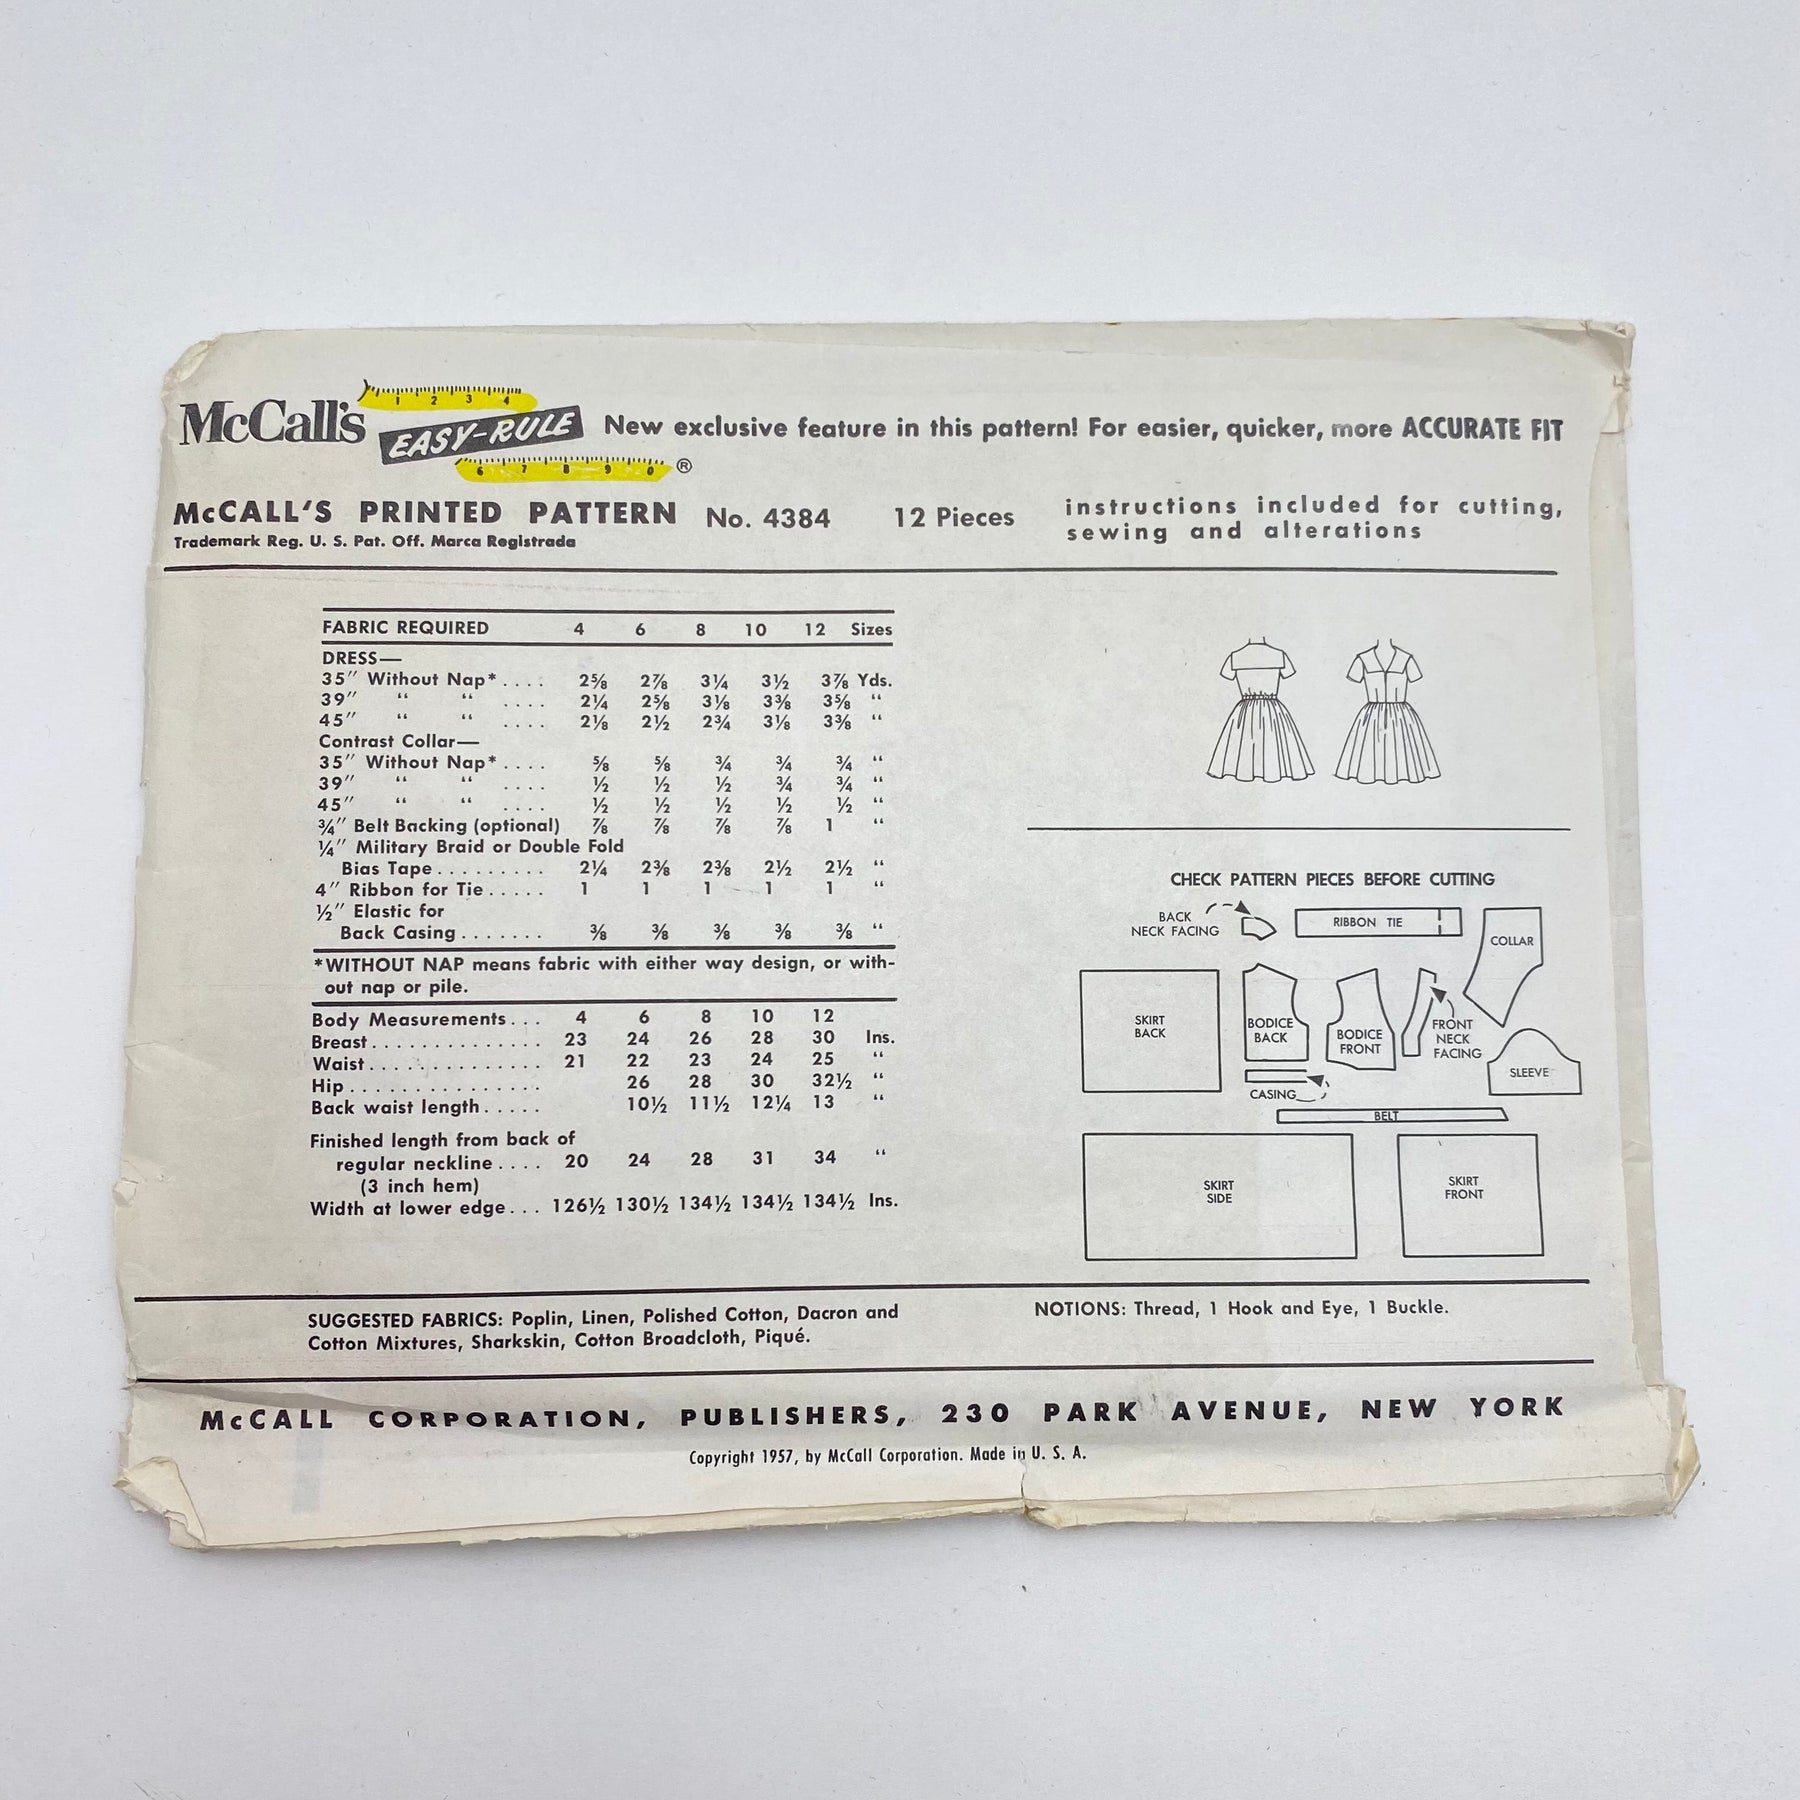 McCall's EASY-RULE ® New exclusive feature in this pattern! For easier, quicker, more ACCURATE FIT
1 2 3 4
6 7 8 9 0
McCALL'S PRINTED PATTERN No. 4384 12 Pieces
Trademark Reg. U. S. Pat. Off. Marca Registrada
instructions included for cutting,
sewing and alterations
FABRIC REQUIRED 4 6 8 10 12 Sizes
DRESS—
35" Without Nap* .... 2⅝ 2⅞ 3¼ 3½ 3⅞ Yds.
39" " " .... 2¼ 2⅝ 3⅛ 3⅜ 3⅝ "
45" " " .... 2⅛ 2½ 2¾ 3⅛ 3⅜ "
Contrast Collar—
35" Without Nap* .... ⅝ ⅝ ¾ ¾ ¾ "
39" " " .... ½ ½ ½ ¾ ¾ "
45" " " .... ½ ½ ½ ½ ½ "
¾" Belt Backing (optional) ⅞ ⅞ ⅞ ⅞ 1 "
¼" Military Braid or Double Fold
Bias Tape ......... 2¼ 2⅜ 2⅜ 2½ 2½ "
4" Ribbon for Tie ..... 1 1 1 1 1 "
½" Elastic for
Back Casing ....... ⅜ ⅜ ⅜ ⅜ ⅜ "
*WITHOUT NAP means fabric with either way design, or with-
out nap or pile.
Body Measurements ... 4 6 8 10 12
Breast .............. 23 24 26 28 30 Ins.
Waist .............. 21 22 23 24 25 "
Hip ............... 26 28 30 32½ "
Back waist length ..... 10½ 11½ 12¼ 13 "
Finished length from back of
regular neckline .... 20 24 28 31 34 "
(3 inch hem)
Width at lower edge ... 126½ 130½ 134½ 134½ 134½ Ins.
CHECK PATTERN PIECES BEFORE CUTTING
BACK
NECK FACING
RIBBON TIE
COLLAR
SKIRT
BACK
BODICE
BACK
BODICE
FRONT
FRONT
NECK
FACING
SLEEVE
CASING
BELT
SKIRT
SIDE
SKIRT
FRONT
SUGGESTED FABRICS: Poplin, Linen, Polished Cotton, Dacron and
Cotton Mixtures, Sharkskin, Cotton Broadcloth, Piqué.
NOTIONS: Thread, 1 Hook and Eye, 1 Buckle.
McCALL CORPORATION, PUBLISHERS, 230 PARK AVENUE, NEW YORK
Copyright 1957, by McCall Corporation. Made in U. S. A.